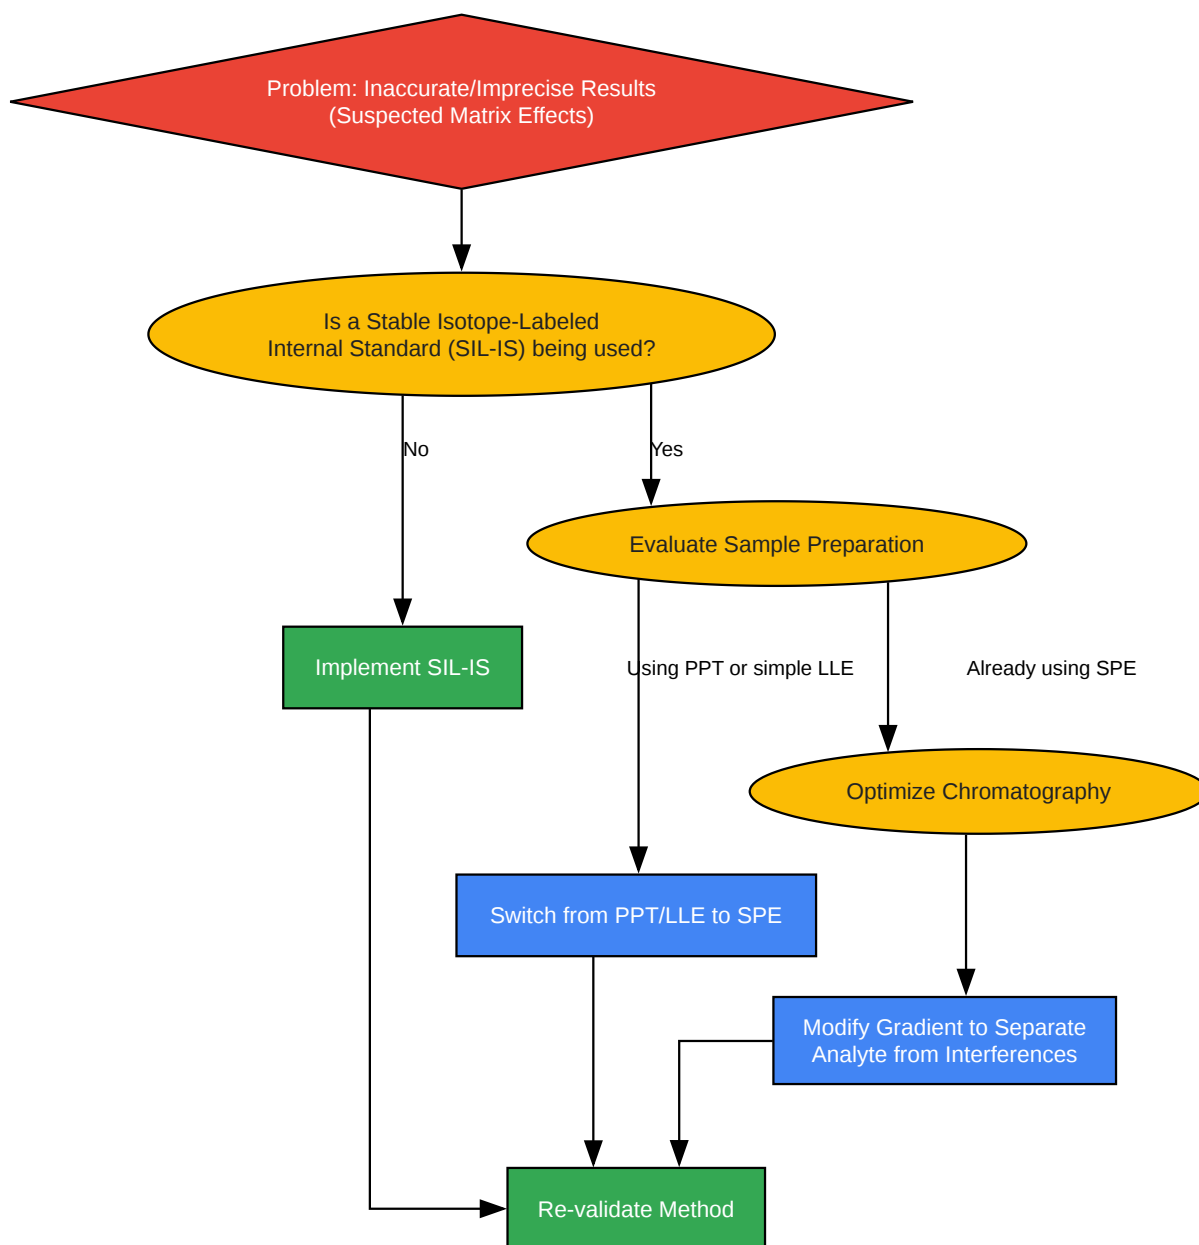 Problem: Inaccurate/Imprecise Results
(Suspected Matrix Effects)
Is a Stable Isotope-Labeled
Internal Standard (SIL-IS) being used?
No
Yes
Evaluate Sample Preparation
Implement SIL-IS
Using PPT or simple LLE
Already using SPE
Optimize Chromatography
Switch from PPT/LLE to SPE
Modify Gradient to Separate
Analyte from Interferences
Re-validate Method